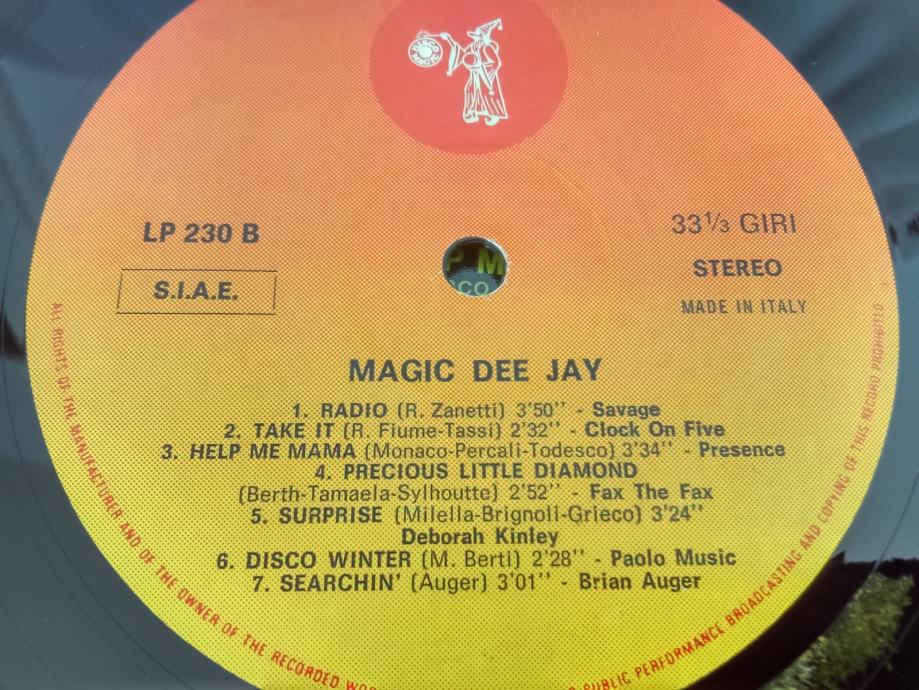 DISCO
MAGIC
LP 230 B
33⅓ GIRI
S.I.A.E.
STEREO
MADE IN ITALY
P M
CO
MAGIC DEE JAY
1. RADIO (R. Zanetti) 3'50'' - Savage
2. TAKE IT (R. Fiume-Tassi) 2'32'' - Clock On Five
3. HELP ME MAMA (Monaco-Percali-Todesco) 3'34'' - Presence
4. PRECIOUS LITTLE DIAMOND
(Berth-Tamaela-Sylhoutte) 2'52'' - Fax The Fax
5. SURPRISE (Milella-Brignoli-Grieco) 3'24''
Deborah Kinley
6. DISCO WINTER (M. Berti) 2'28'' - Paolo Music
7. SEARCHIN' (Auger) 3'01'' - Brian Auger
ALL RIGHTS OF THE MANUFACTURER AND OF THE OWNER OF THE RECORDED WO
PUBLIC PERFORMANCE BROADCASTING AND COPYING OF THIS RECORD PROHIBITED